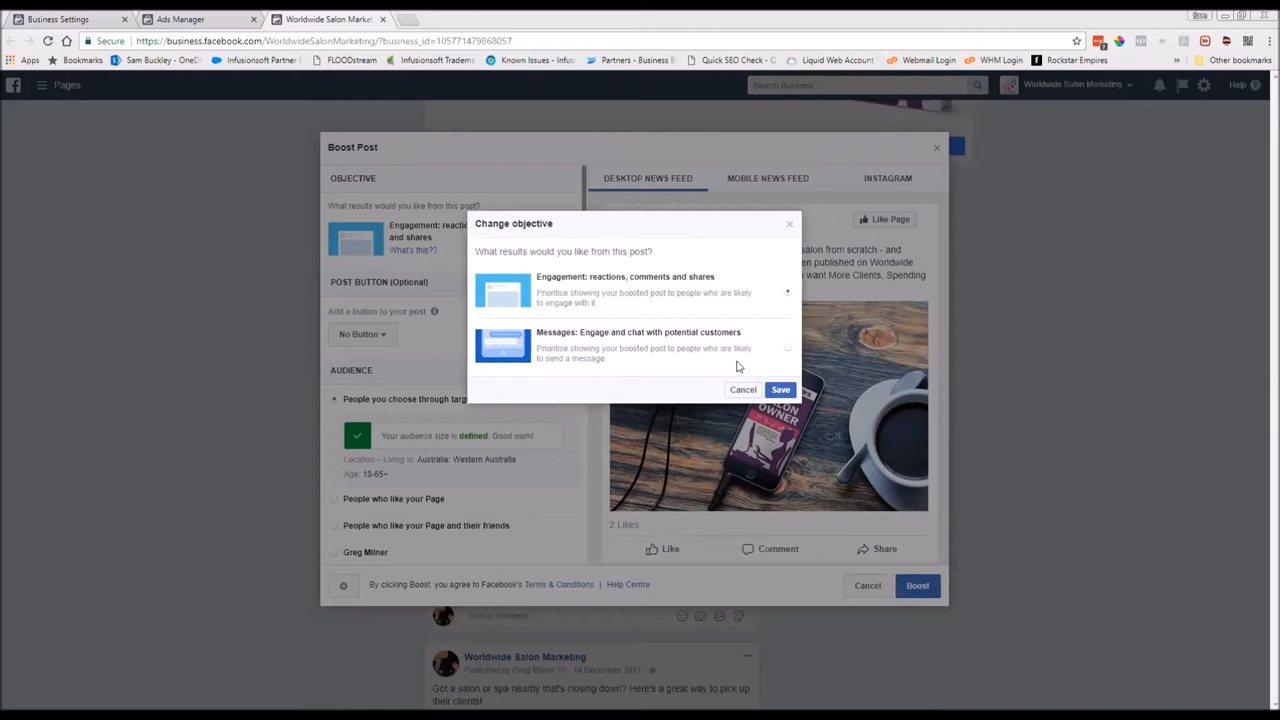 Business Settings
Ads Manager
Worldwide Salon Market
Sam
Secure
https://business.facebook.com/WorldwideSalonMarketing/?business_id=105771479868057
Apps
Bookmarks
Sam Buckley - OneD
Infusionsoft Partner F
FLOODstream
Infusionsoft Tradema
Known Issues - Infus
Partners - Business B
Quick SEO Check - Q
Liquid Web Account
Webmail Login
WHM Login
Rockstar Empires
Other bookmarks
Pages
Search Business
Worldwide Salon Marketing
Help
Boost Post
OBJECTIVE
What results would you like from this post?
Engagement: reac
and shares
What's this??
POST BUTTON (Optional)
Add a button to your post
No Button
AUDIENCE
People you choose through targ
Your audience size is defined. Good work!
Location – Living in: Australia: Western Australia
Age: 18-65+
People who like your Page
People who like your Page and their friends
Greg Milner
DESKTOP NEWS FEED
MOBILE NEWS FEED
INSTAGRAM
Like Page
salon from scratch - and
en published on Worldwide
u want More Clients, Spending
Change objective
What results would you like from this post?
Engagement: reactions, comments and shares
Prioritise showing your boosted post to people who are likely
to engage with it.
Messages: Engage and chat with potential customers
Prioritise showing your boosted post to people who are likely
to send a message.
Cancel
Save
SALON
OWNER
2 Likes
Like
Comment
Share
By clicking Boost, you agree to Facebook's Terms & Conditions | Help Centre
Cancel
Boost
Write a comment...
Worldwide Salon Marketing
Published by Greg Milner
14 December 2017
Got a salon or spa nearby that's closing down? Here's a great way to pick up
their clients!